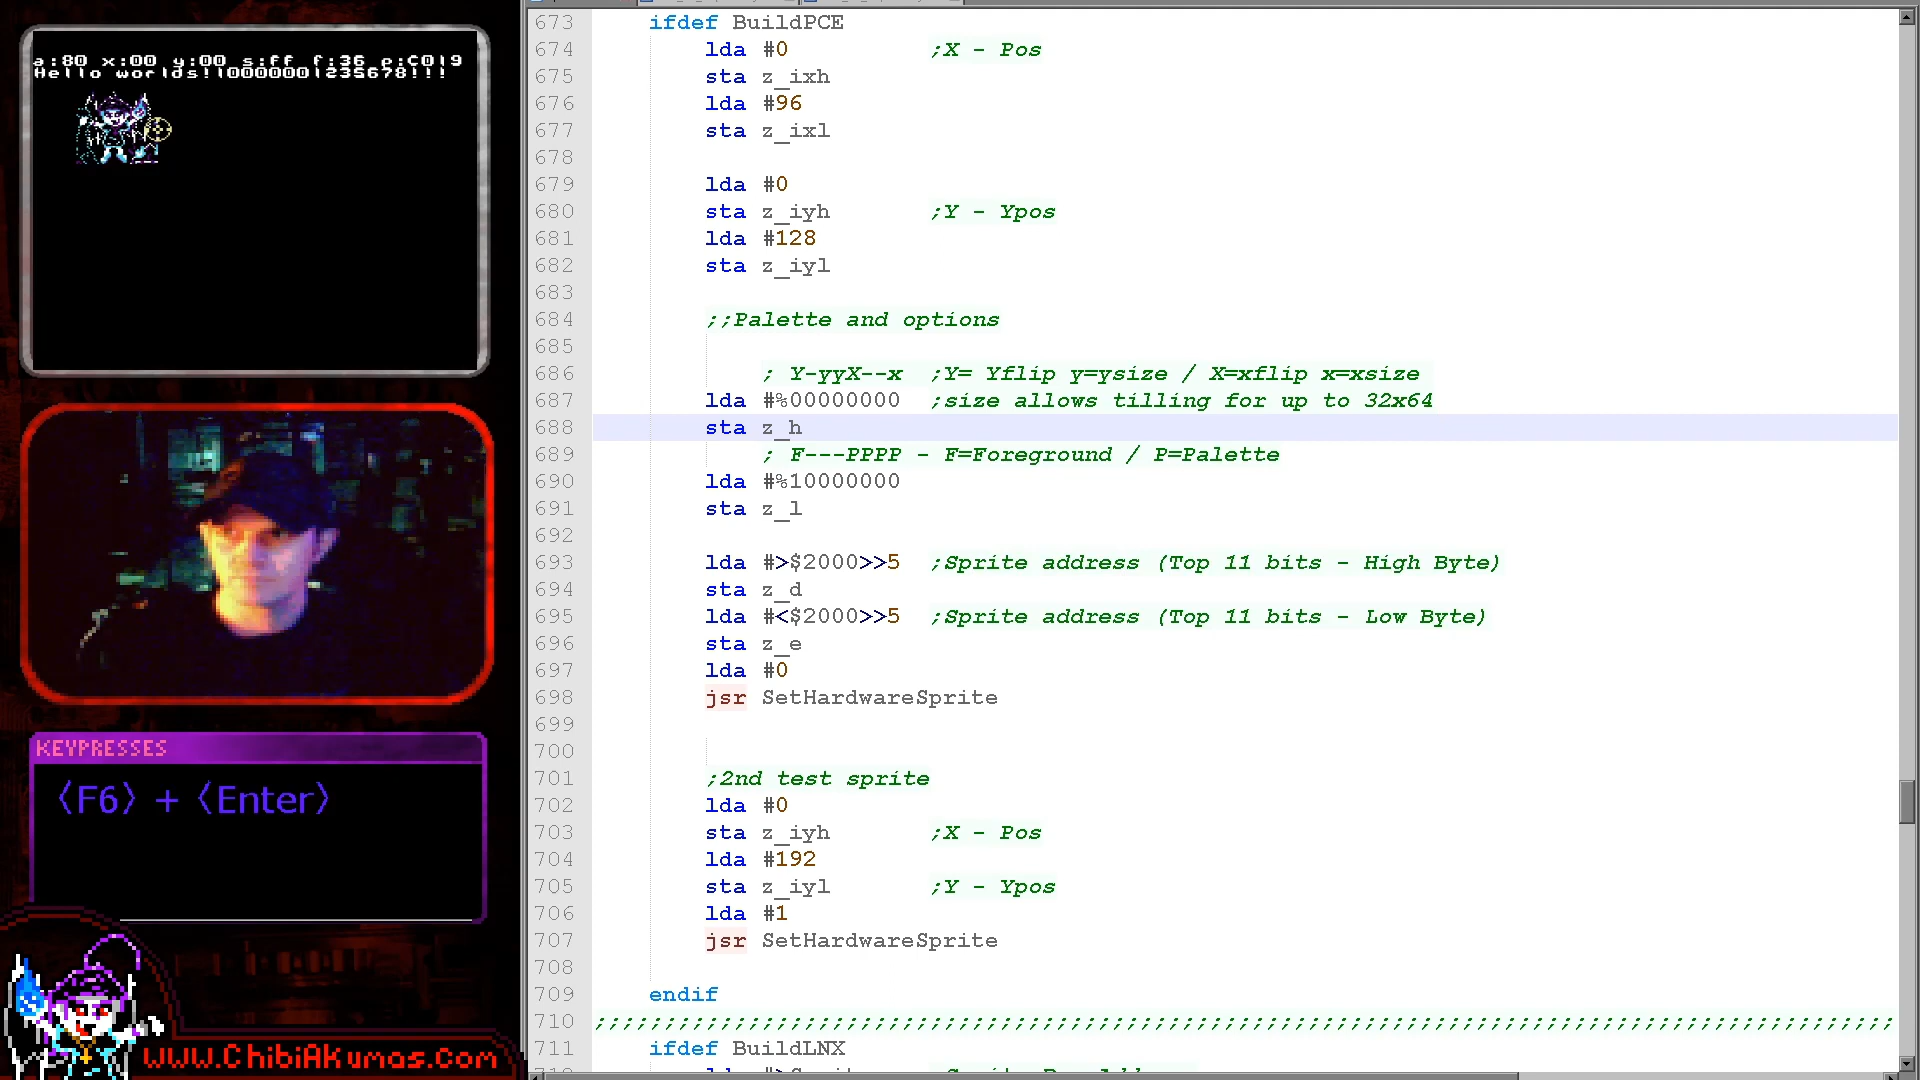 a:80 x:00 y:00 s:ff f:36 p:C019
Hello worlds!10000001235678!!!
KEYPRESSES
〈F6〉 + 〈Enter〉
www.ChibiAkumas.com
673 ifdef BuildPCE
674 lda #0 ;X - Pos
675 sta z_ixh
676 lda #96
677 sta z_ixl
678
679 lda #0
680 sta z_iyh ;Y - Ypos
681 lda #128
682 sta z_iyl
683
684 ;;Palette and options
685
686 ; Y-yyX--x ;Y= Yflip y=ysize / X=xflip x=xsize
687 lda #%00000000 ;size allows tilling for up to 32x64
688 sta z_h
689 ; F---PPPP - F=Foreground / P=Palette
690 lda #%10000000
691 sta z_l
692
693 lda #>$2000>>5 ;Sprite address (Top 11 bits - High Byte)
694 sta z_d
695 lda #<$2000>>5 ;Sprite address (Top 11 bits - Low Byte)
696 sta z_e
697 lda #0
698 jsr SetHardwareSprite
699
700
701 ;2nd test sprite
702 lda #0
703 sta z_iyh ;X - Pos
704 lda #192
705 sta z_iyl ;Y - Ypos
706 lda #1
707 jsr SetHardwareSprite
708
709 endif
710 ;;;;;;;;;;;;;;;;;;;;;;;;;;;;;;;;;;;;;;;;;;;;;;;;;;;;;;;;;;;;;;;;;;;;;;;;;;;;;;;;;;;;;;;;;;;;
711 ifdef BuildLNX